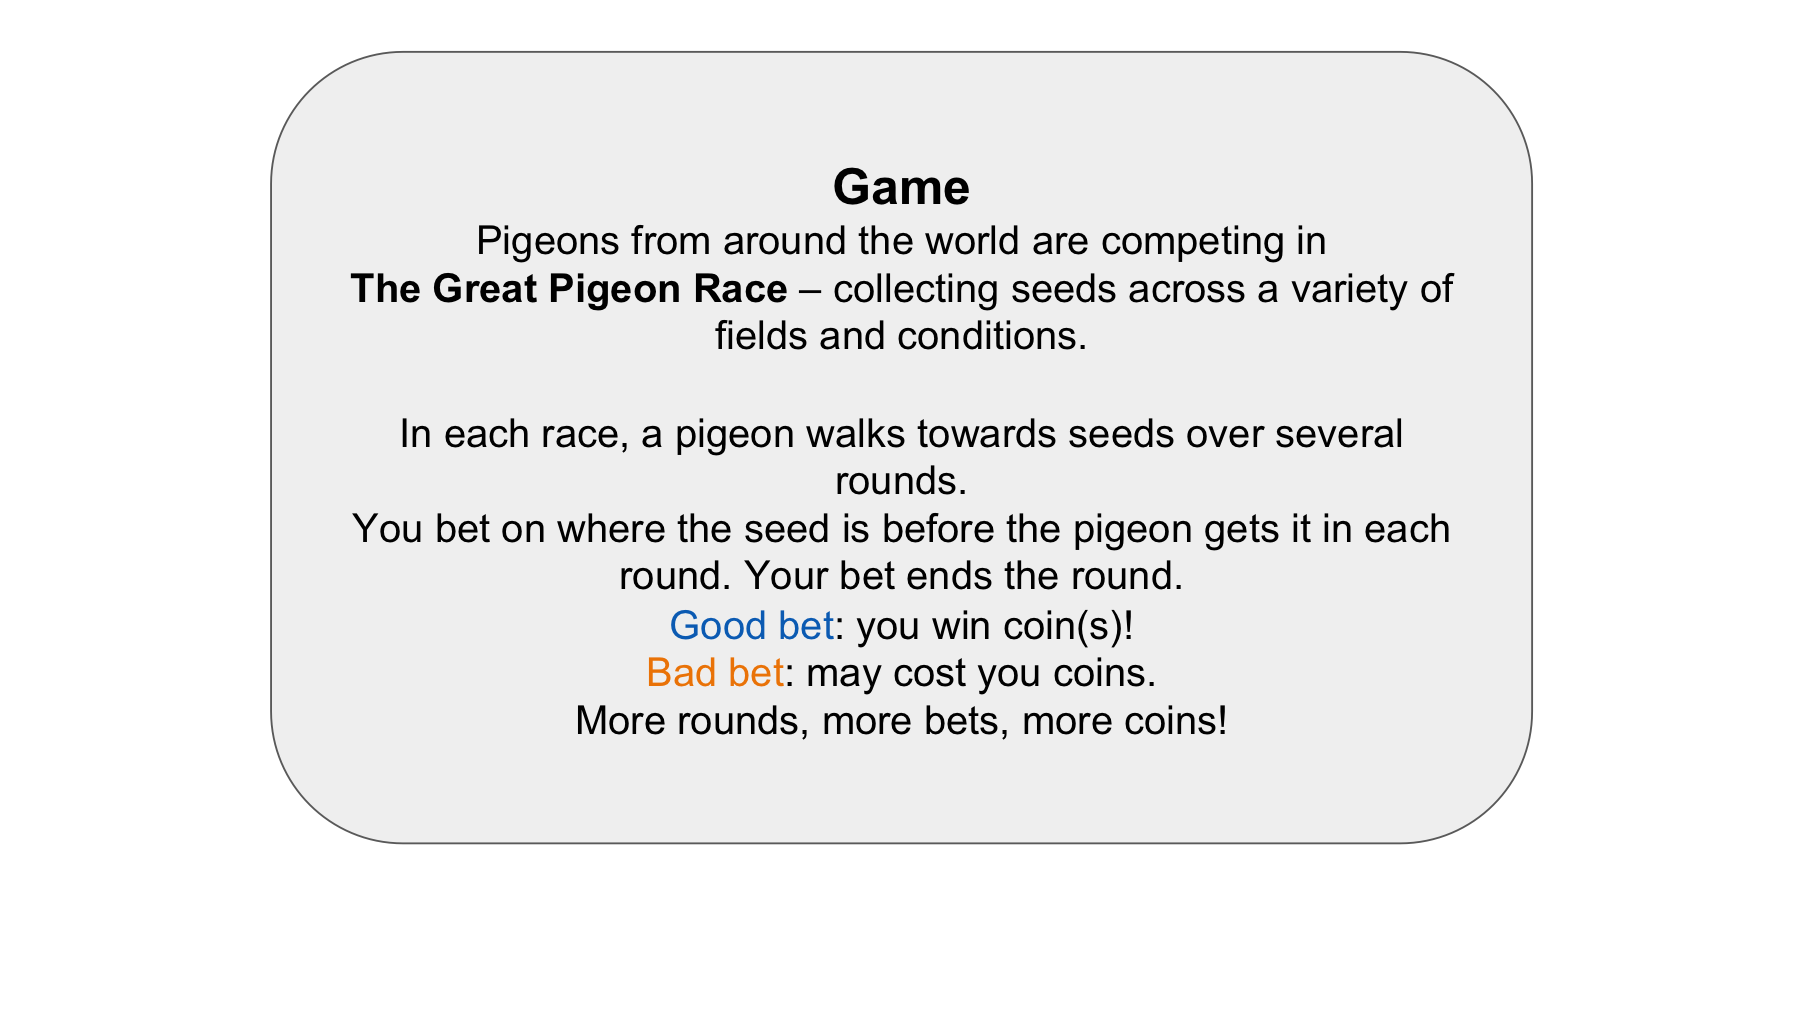 Game
Pigeons from around the world are competing in
The Great Pigeon Race – collecting seeds across a variety of
fields and conditions.
In each race, a pigeon walks towards seeds over several
rounds.
You bet on where the seed is before the pigeon gets it in each
round. Your bet ends the round.
Good bet: you win coin(s)!
Bad bet: may cost you coins.
More rounds, more bets, more coins!